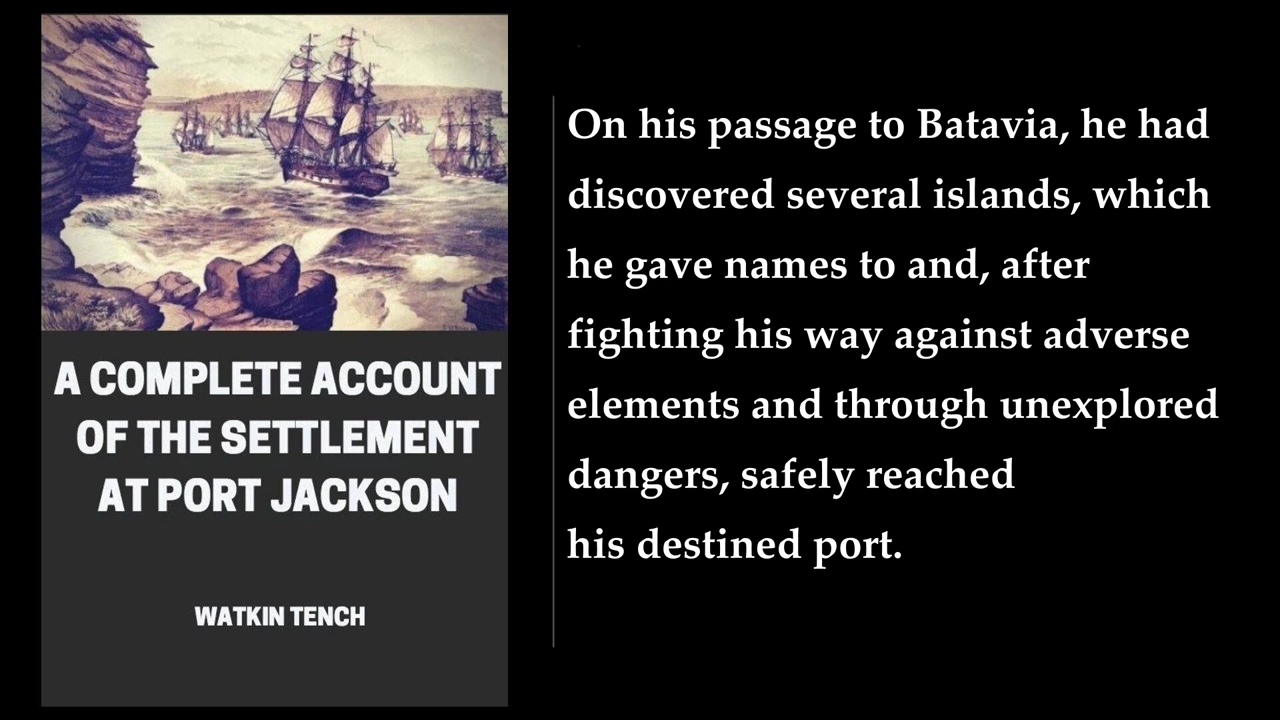 A COMPLETE ACCOUNT
OF THE SETTLEMENT
AT PORT JACKSON
WATKIN TENCH
On his passage to Batavia, he had
discovered several islands, which
he gave names to and, after
fighting his way against adverse
elements and through unexplored
dangers, safely reached
his destined port.